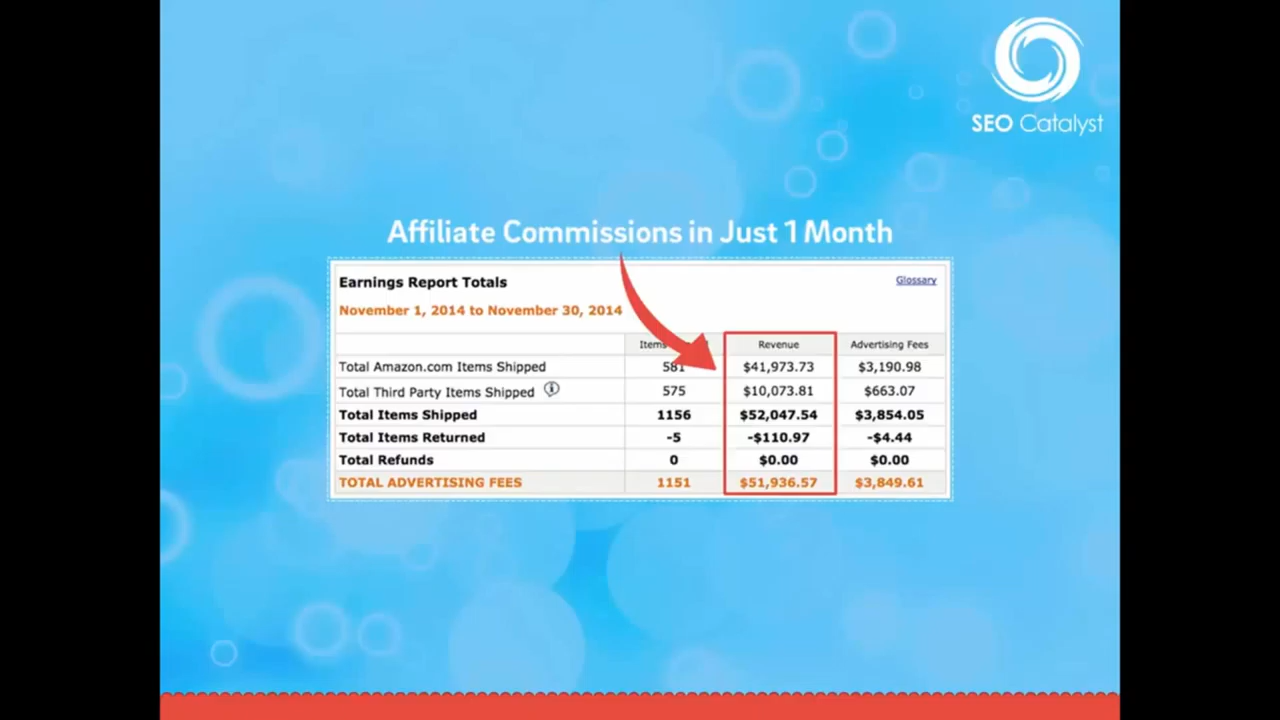 SEO Catalyst
Affiliate Commissions in Just 1 Month
Earnings Report Totals Glossary
November 1, 2014 to November 30, 2014
Items Revenue Advertising Fees
Total Amazon.com Items Shipped 581 $41,973.73 $3,190.98
Total Third Party Items Shipped 575 $10,073.81 $663.07
Total Items Shipped 1156 $52,047.54 $3,854.05
Total Items Returned -5 -$110.97 -$4.44
Total Refunds 0 $0.00 $0.00
TOTAL ADVERTISING FEES 1151 $51,936.57 $3,849.61